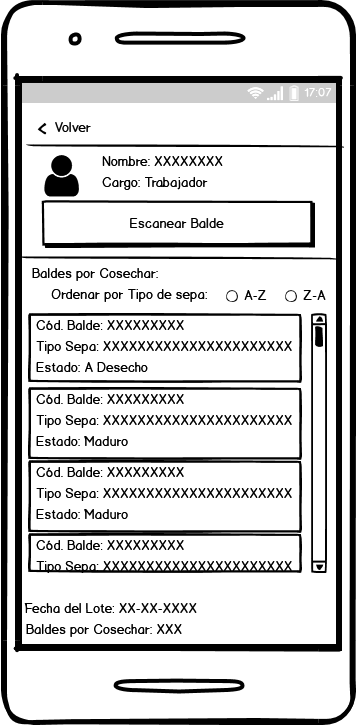 17:07
Volver
Nombre: XXXXXXXX
Cargo: Trabajador
Escanear Balde
Baldes por Cosechar:
Ordenar por Tipo de sepa: A-Z Z-A
Cód. Balde: XXXXXXXXX
Tipo Sepa: XXXXXXXXXXXXXXXXXXXXXX
Estado: A Desecho
Cód. Balde: XXXXXXXXX
Tipo Sepa: XXXXXXXXXXXXXXXXXXXXXX
Estado: Maduro
Cód. Balde: XXXXXXXXX
Tipo Sepa: XXXXXXXXXXXXXXXXXXXXXX
Estado: Maduro
Cód. Balde: XXXXXXXXX
Tipo Sepa: XXXXXXXXXXXXXXXXXXXXXX
Fecha del Lote: XX-XX-XXXX
Baldes por Cosechar: XXX